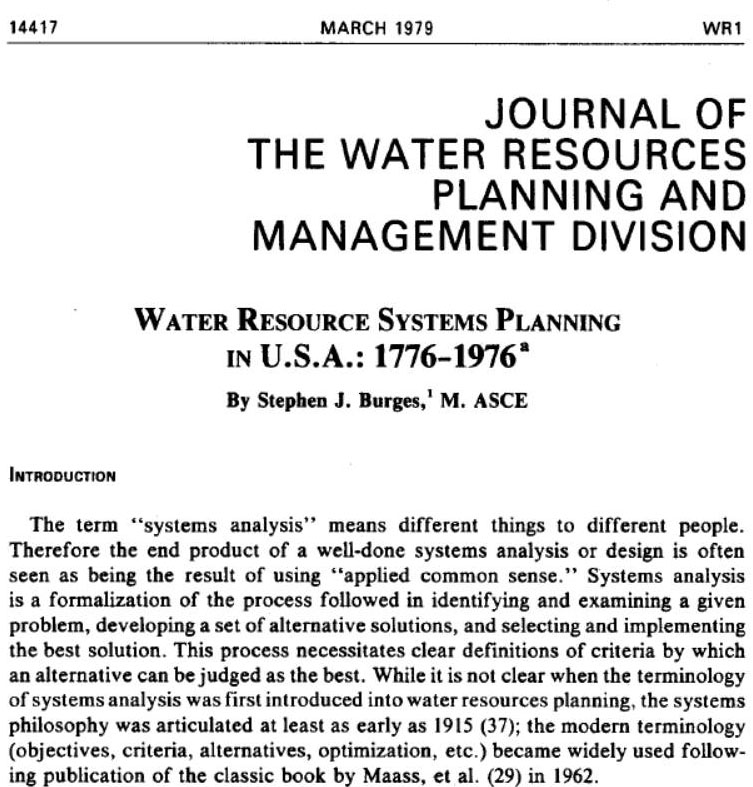 14417 MARCH 1979 WR1
JOURNAL OF
THE WATER RESOURCES
PLANNING AND
MANAGEMENT DIVISION
WATER RESOURCE SYSTEMS PLANNING
IN U.S.A.: 1776–1976ª
By Stephen J. Burges,¹ M. ASCE
INTRODUCTION
The term “systems analysis” means different things to different people.
Therefore the end product of a well-done systems analysis or design is often
seen as being the result of using “applied common sense.” Systems analysis
is a formalization of the process followed in identifying and examining a given
problem, developing a set of alternative solutions, and selecting and implementing
the best solution. This process necessitates clear definitions of criteria by which
an alternative can be judged as the best. While it is not clear when the terminology
of systems analysis was first introduced into water resources planning, the systems
philosophy was articulated at least as early as 1915 (37); the modern terminology
(objectives, criteria, alternatives, optimization, etc.) became widely used follow-
ing publication of the classic book by Maass, et al. (29) in 1962.